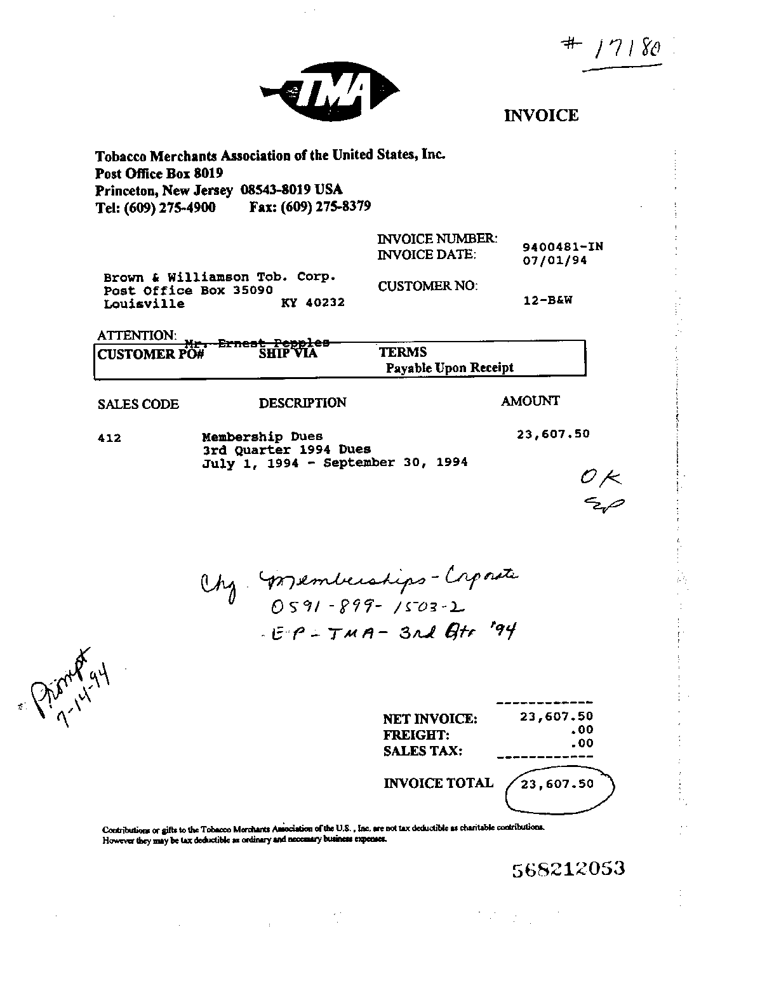 # 17180
TMA
INVOICE
Tobacco Merchants Association of the United States, Inc.
Post Office Box 8019
Princeton, New Jersey 08543-8019 USA
Tel: (609) 275-4900 Fax: (609) 275-8379
INVOICE NUMBER: 9400481-IN
INVOICE DATE: 07/01/94
Brown & Williamson Tob. Corp.
Post Office Box 35090
Louisville KY 40232
CUSTOMER NO: 12-B&W
ATTENTION: Mr. Ernest Pepples
CUSTOMER PO# SHIP VIA TERMS
Payable Upon Receipt
SALES CODE DESCRIPTION AMOUNT
412 Membership Dues 23,607.50
3rd Quarter 1994 Dues
July 1, 1994 - September 30, 1994
OK
EP
Chg. Memberships - Corporate
0591-899-1503-2
- EP - TMA - 3rd Qtr '94
Prompt
7-14-94
NET INVOICE: 23,607.50
FREIGHT: .00
SALES TAX: .00
INVOICE TOTAL 23,607.50
Contributions or gifts to the Tobacco Merchants Association of the U.S., Inc. are not tax deductible as charitable contributions.
However they may be tax deductible as ordinary and necessary business expenses.
568212053